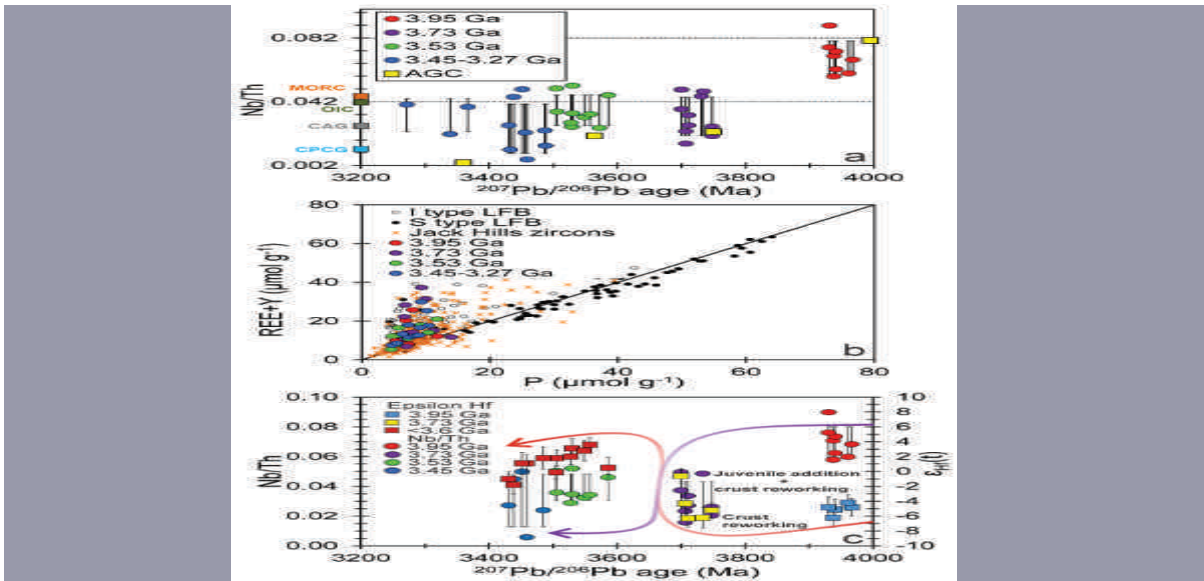 3.95 Ga
3.73 Ga
3.53 Ga
3.45-3.27 Ga
AGC
0.082
0.042
0.002
Nb/Th
MORC
OIC
CAG
CPCG
a
3200 3400 3600 3800 4000
207Pb/206Pb age (Ma)
80
60
40
20
0
REE+Y (μmol g⁻¹)
I type LFB
S type LFB
Jack Hills zircons
3.95 Ga
3.73 Ga
3.53 Ga
3.45-3.27 Ga
b
0 20 40 60 80
P (μmol g⁻¹)
0.10
0.08
0.06
0.04
0.02
0.00
Nb/Th
Epsilon Hf
3.95 Ga
3.73 Ga
<3.6 Ga
Nb/Th
3.95 Ga
3.73 Ga
3.53 Ga
3.45 Ga
Juvenile addition
+
crust reworking
Crust
reworking
c
10
8
6
4
2
0
-2
-4
-6
-8
-10
εHf(t)
3200 3400 3600 3800 4000
207Pb/206Pb age (Ma)